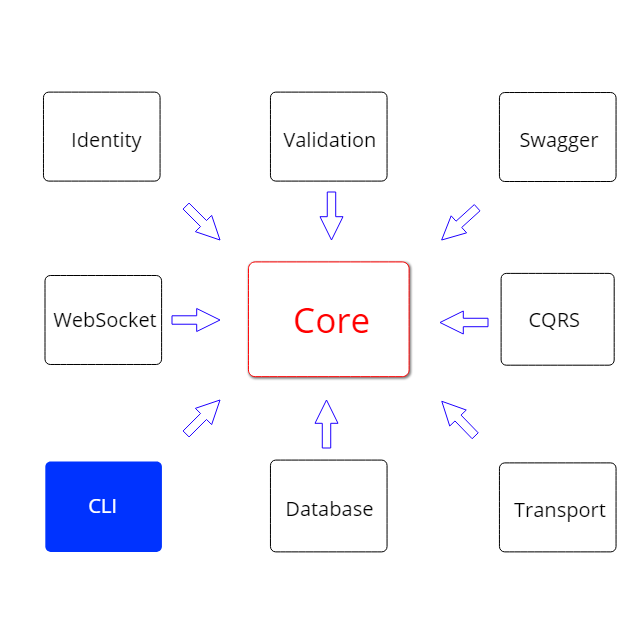 Identity
Validation
Swagger
WebSocket
Core
CQRS
CLI
Database
Transport